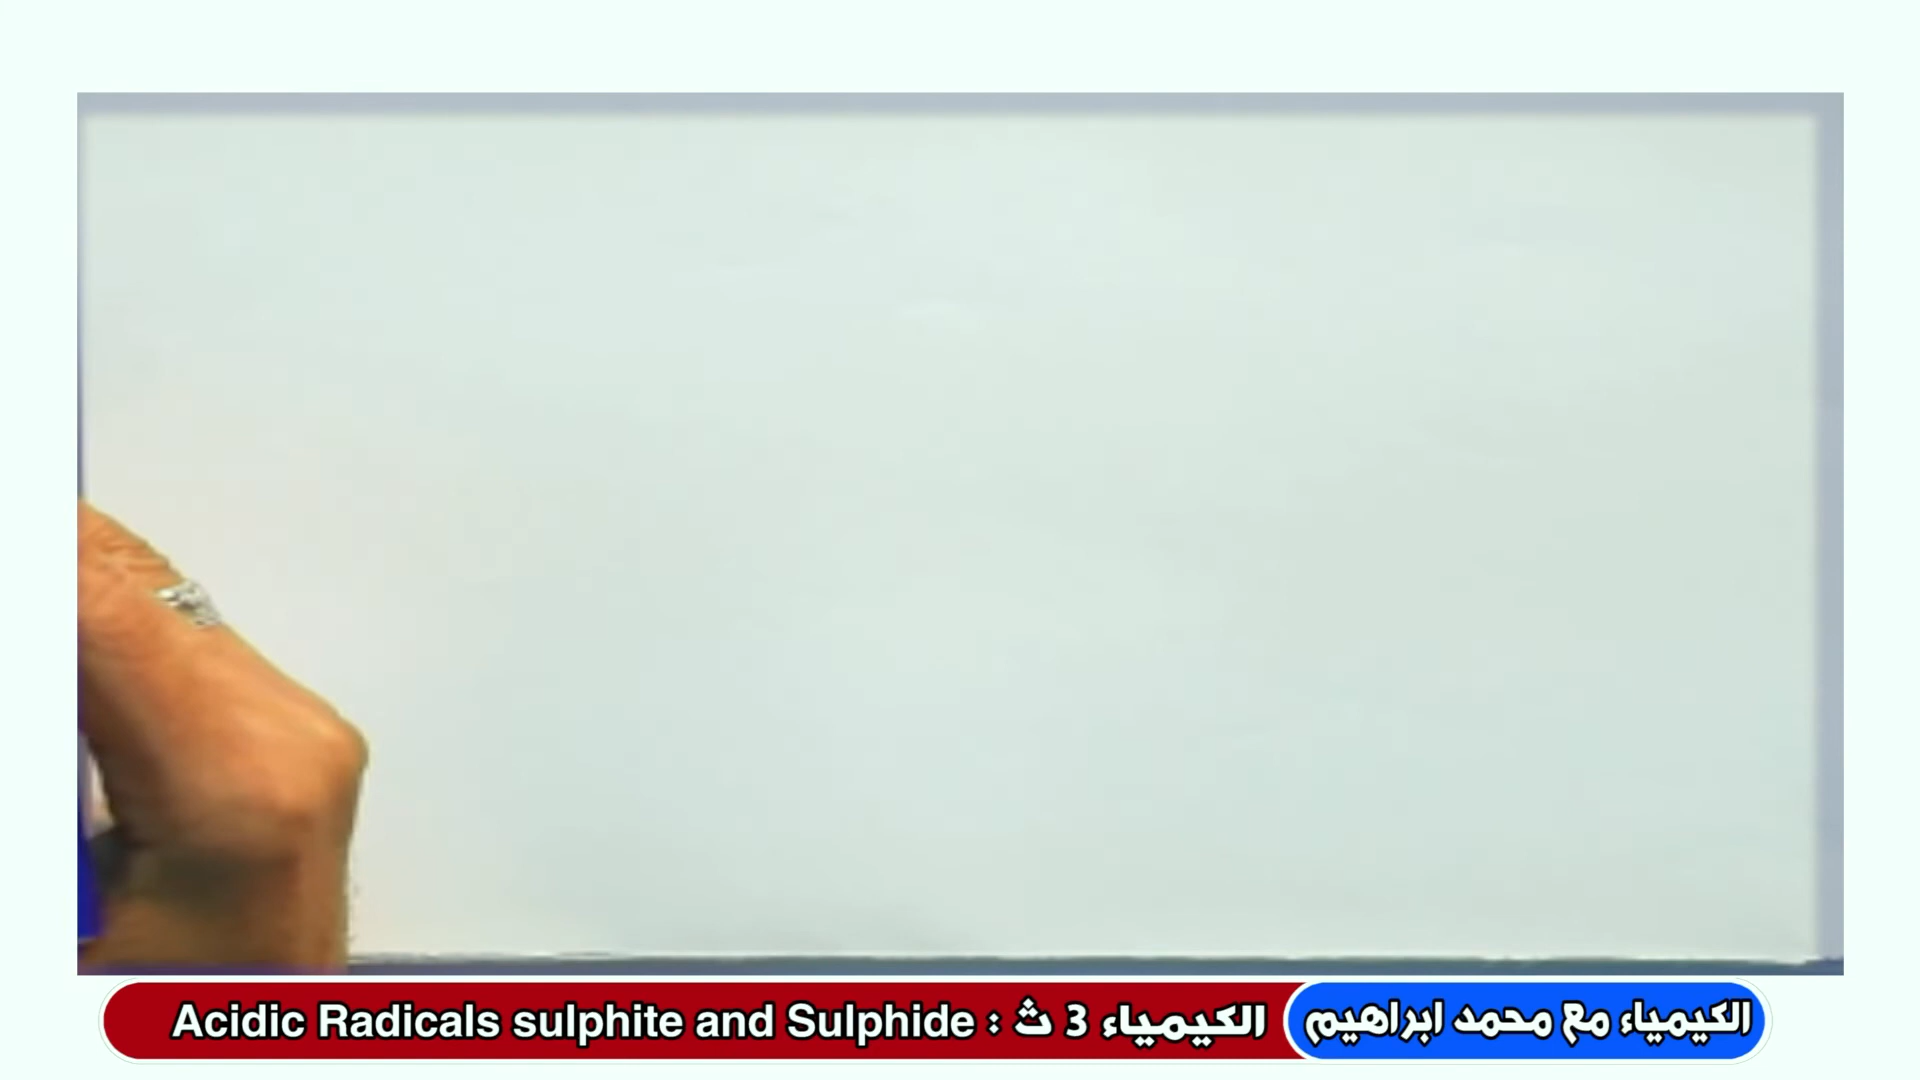 الكيمياء مع محمد ابراهيم
الكيمياء 3 ث : Acidic Radicals sulphite and Sulphide